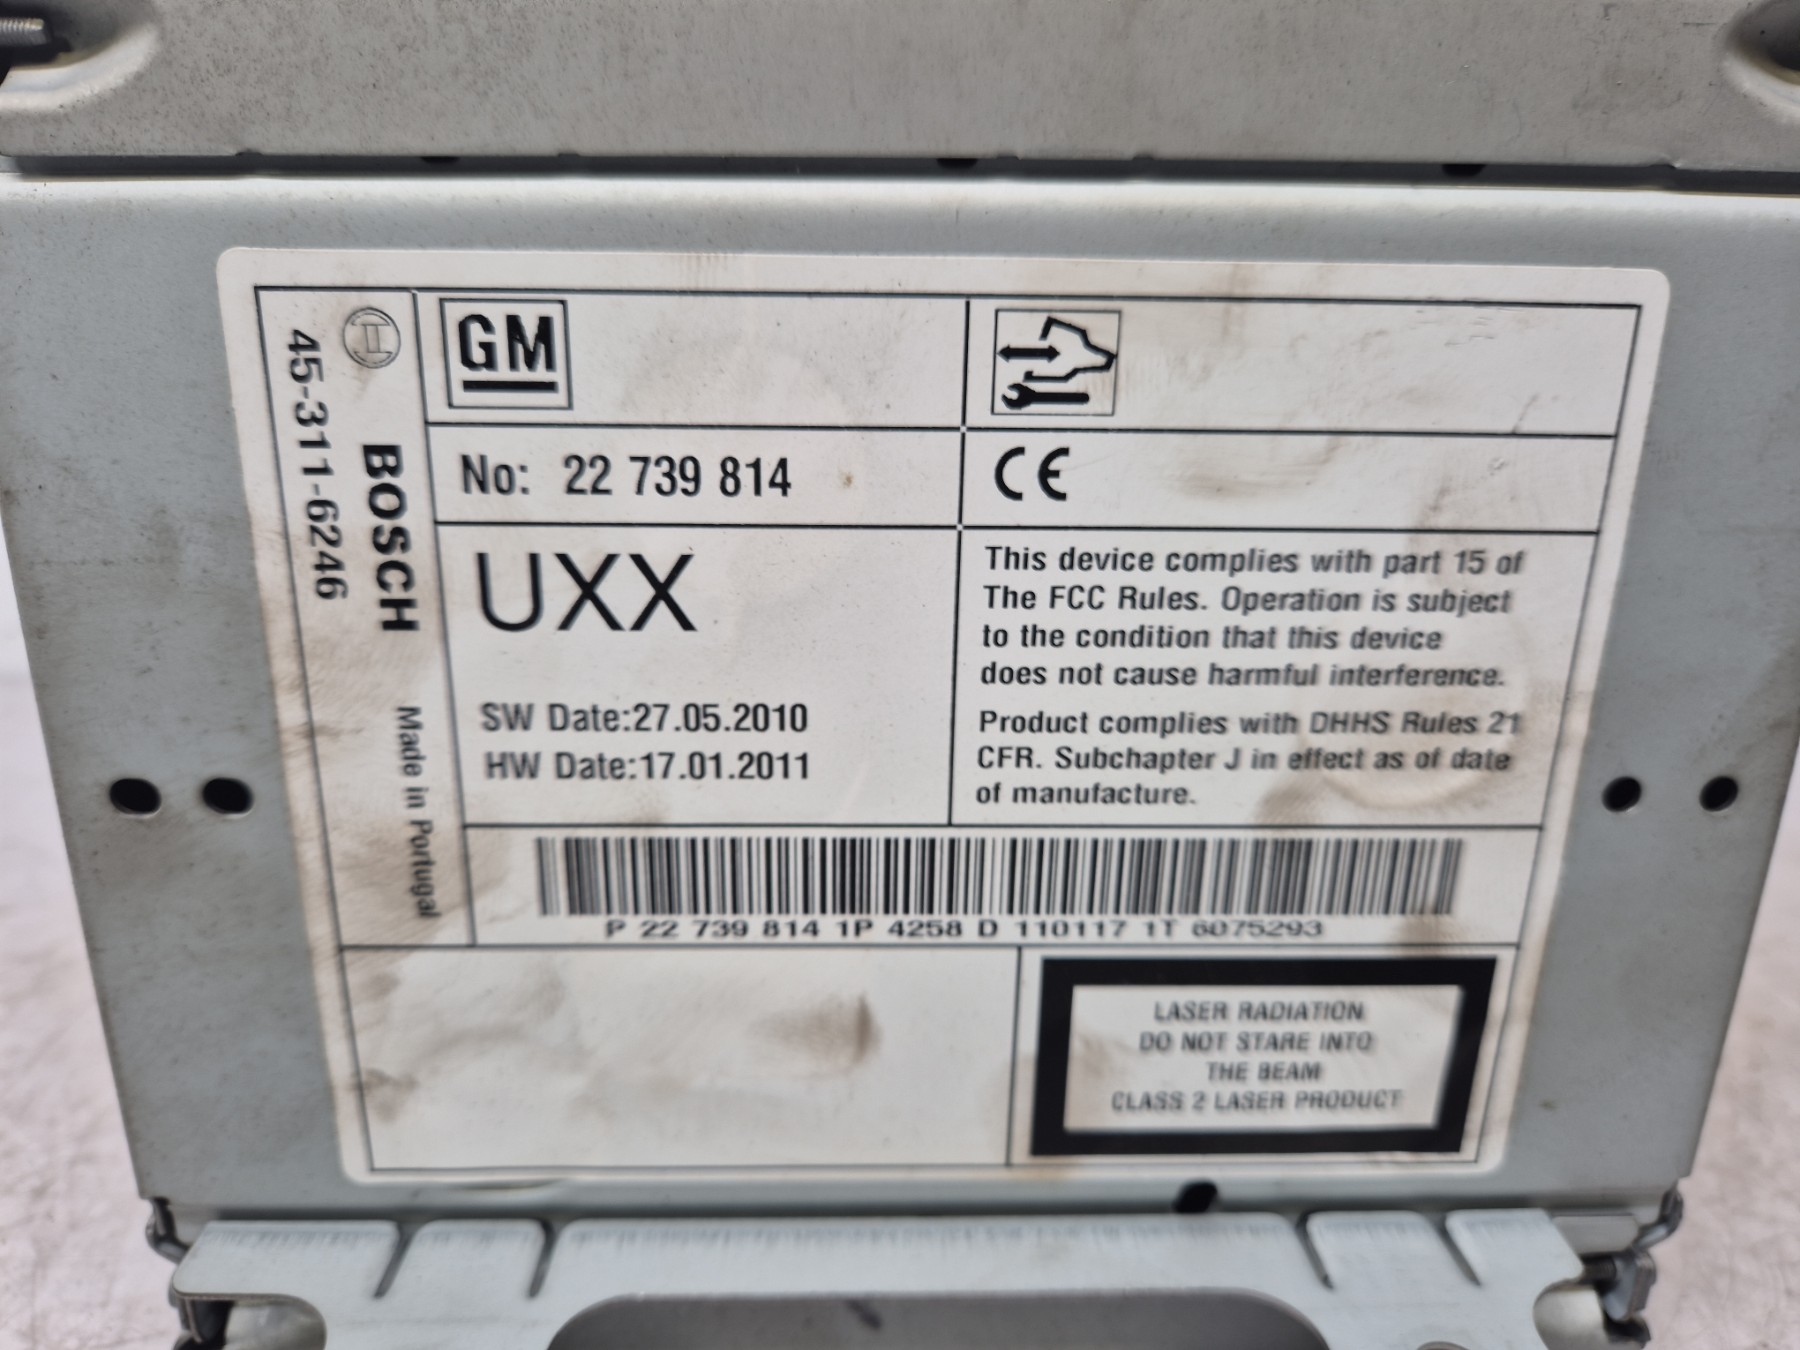 GM
No: 22 739 814
UXX
SW Date:27.05.2010
HW Date:17.01.2011
CE
This device complies with part 15 of
The FCC Rules. Operation is subject
to the condition that this device
does not cause harmful interference.
Product complies with DHHS Rules 21
CFR. Subchapter J in effect as of date
of manufacture.
BOSCH Made in Portugal
45-311-6246
P 22 739 814 1P 4258 D 110117 1T 6075293
LASER RADIATION
DO NOT STARE INTO
THE BEAM
CLASS 2 LASER PRODUCT